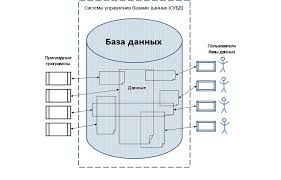 Система управления базами данных (СУБД)
База данных
Прикладные
программы
Пользователи
базы данных
Данные